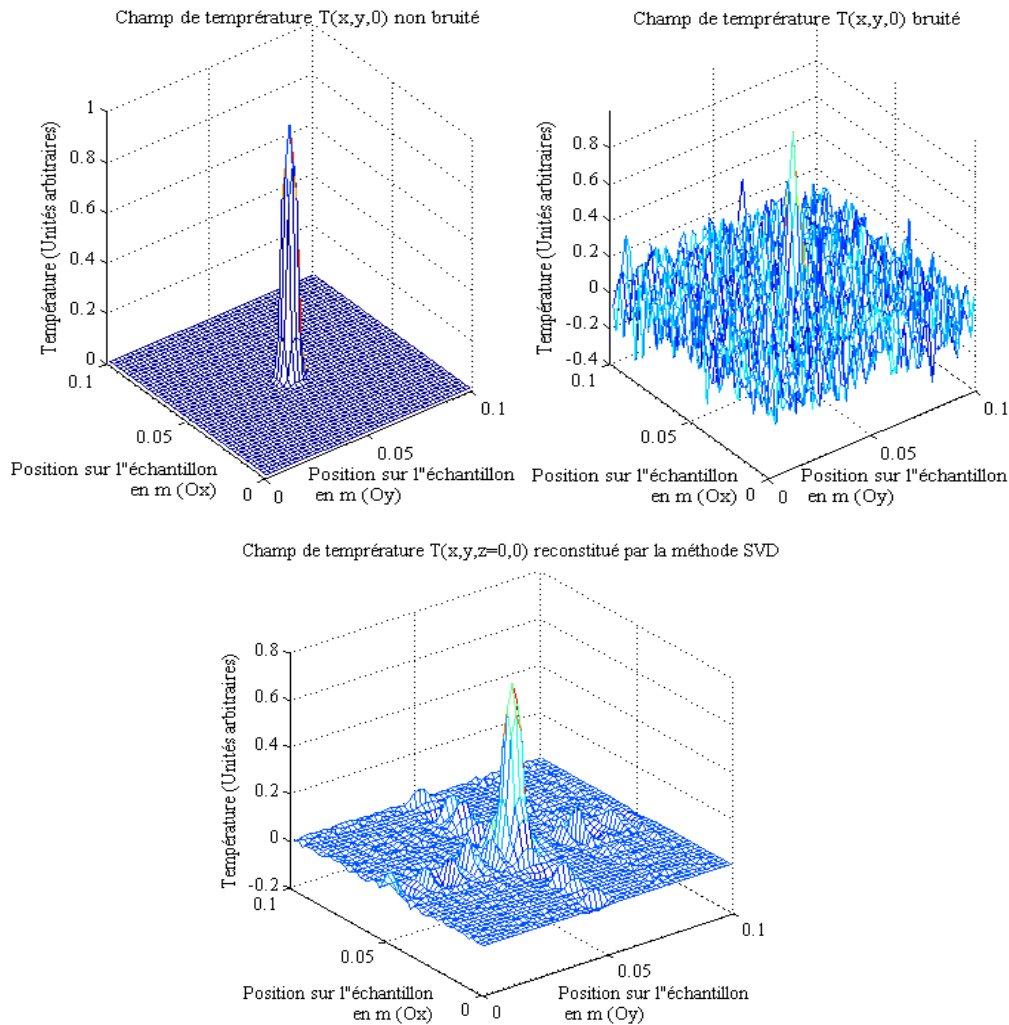 Champ de temprérature T(x,y,0) non bruité
Température (Unités arbitraires)
1
0.8
0.6
0.4
0.2
0
0.1
0.05
0
0
0.05
0.1
Position sur l"échantillon
en m (Ox)
Position sur l"échantillon
en m (Oy)
Champ de temprérature T(x,y,0) bruité
Température (Unités arbitraires)
0.8
0.6
0.4
0.2
0
-0.2
-0.4
0.1
0.05
0
0
0.05
0.1
Position sur l"échantillon
en m (Ox)
Position sur l"échantillon
en m (Oy)
Champ de temprérature T(x,y,z=0,0) reconstitué par la méthode SVD
Température (Unités arbitraires)
0.8
0.6
0.4
0.2
0
-0.2
0.1
0.05
0
0
0.05
0.1
Position sur l"échantillon
en m (Ox)
Position sur l"échantillon
en m (Oy)